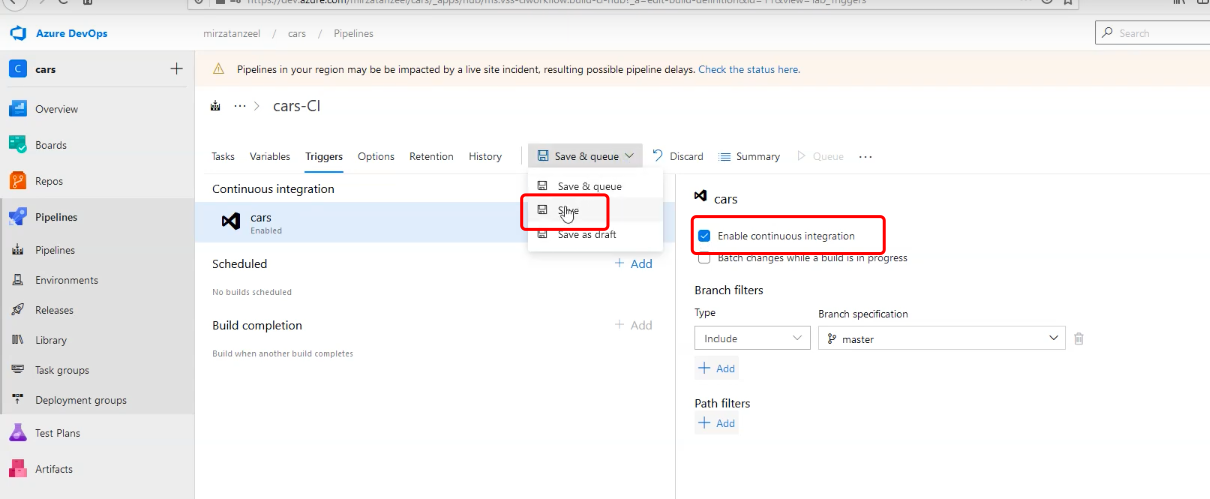 Azure DevOps
mirzatanzeel / cars / Pipelines
Search
C cars
Pipelines in your region may be be impacted by a live site incident, resulting possible pipeline delays. Check the status here.
Overview
Boards
Repos
Pipelines
Pipelines
Environments
Releases
Library
Task groups
Deployment groups
Test Plans
Artifacts
... > cars-CI
Tasks Variables Triggers Options Retention History Save & queue Discard Summary Queue ...
Continuous integration
cars
Enabled
Scheduled
+ Add
No builds scheduled
Build completion
+ Add
Build when another build completes
Save & queue
Save
Save as draft
cars
Enable continuous integration
Batch changes while a build is in progress
Branch filters
Type Branch specification
Include master
+ Add
Path filters
+ Add